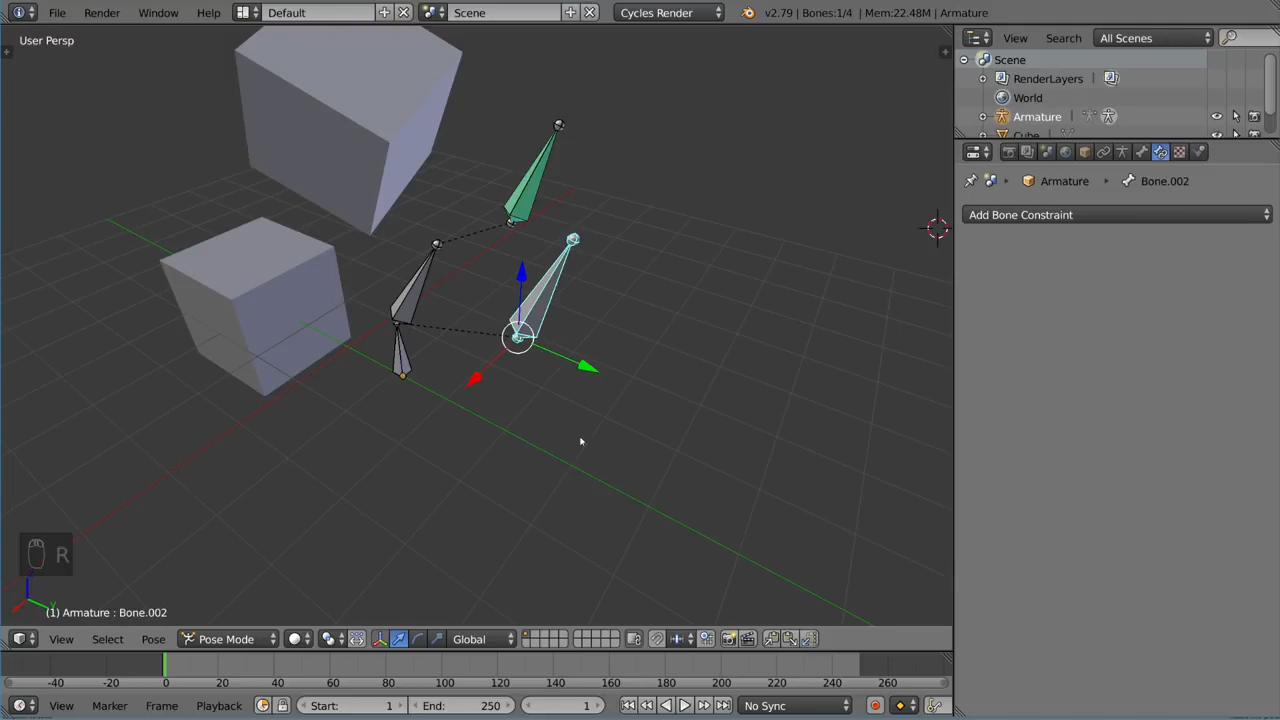 File Render Window Help Default Scene Cycles Render v2.79 | Bones:1/4 | Mem:22.48M | Armature
User Persp
View Search All Scenes
Scene
RenderLayers
World
Armature
Cube
Armature Bone.002
Add Bone Constraint
R
(1) Armature : Bone.002
View Select Pose Pose Mode Global
-40 -20 0 20 40 60 80 100 120 140 160 180 200 220 240 260
View Marker Frame Playback Start: 1 End: 250 1 No Sync